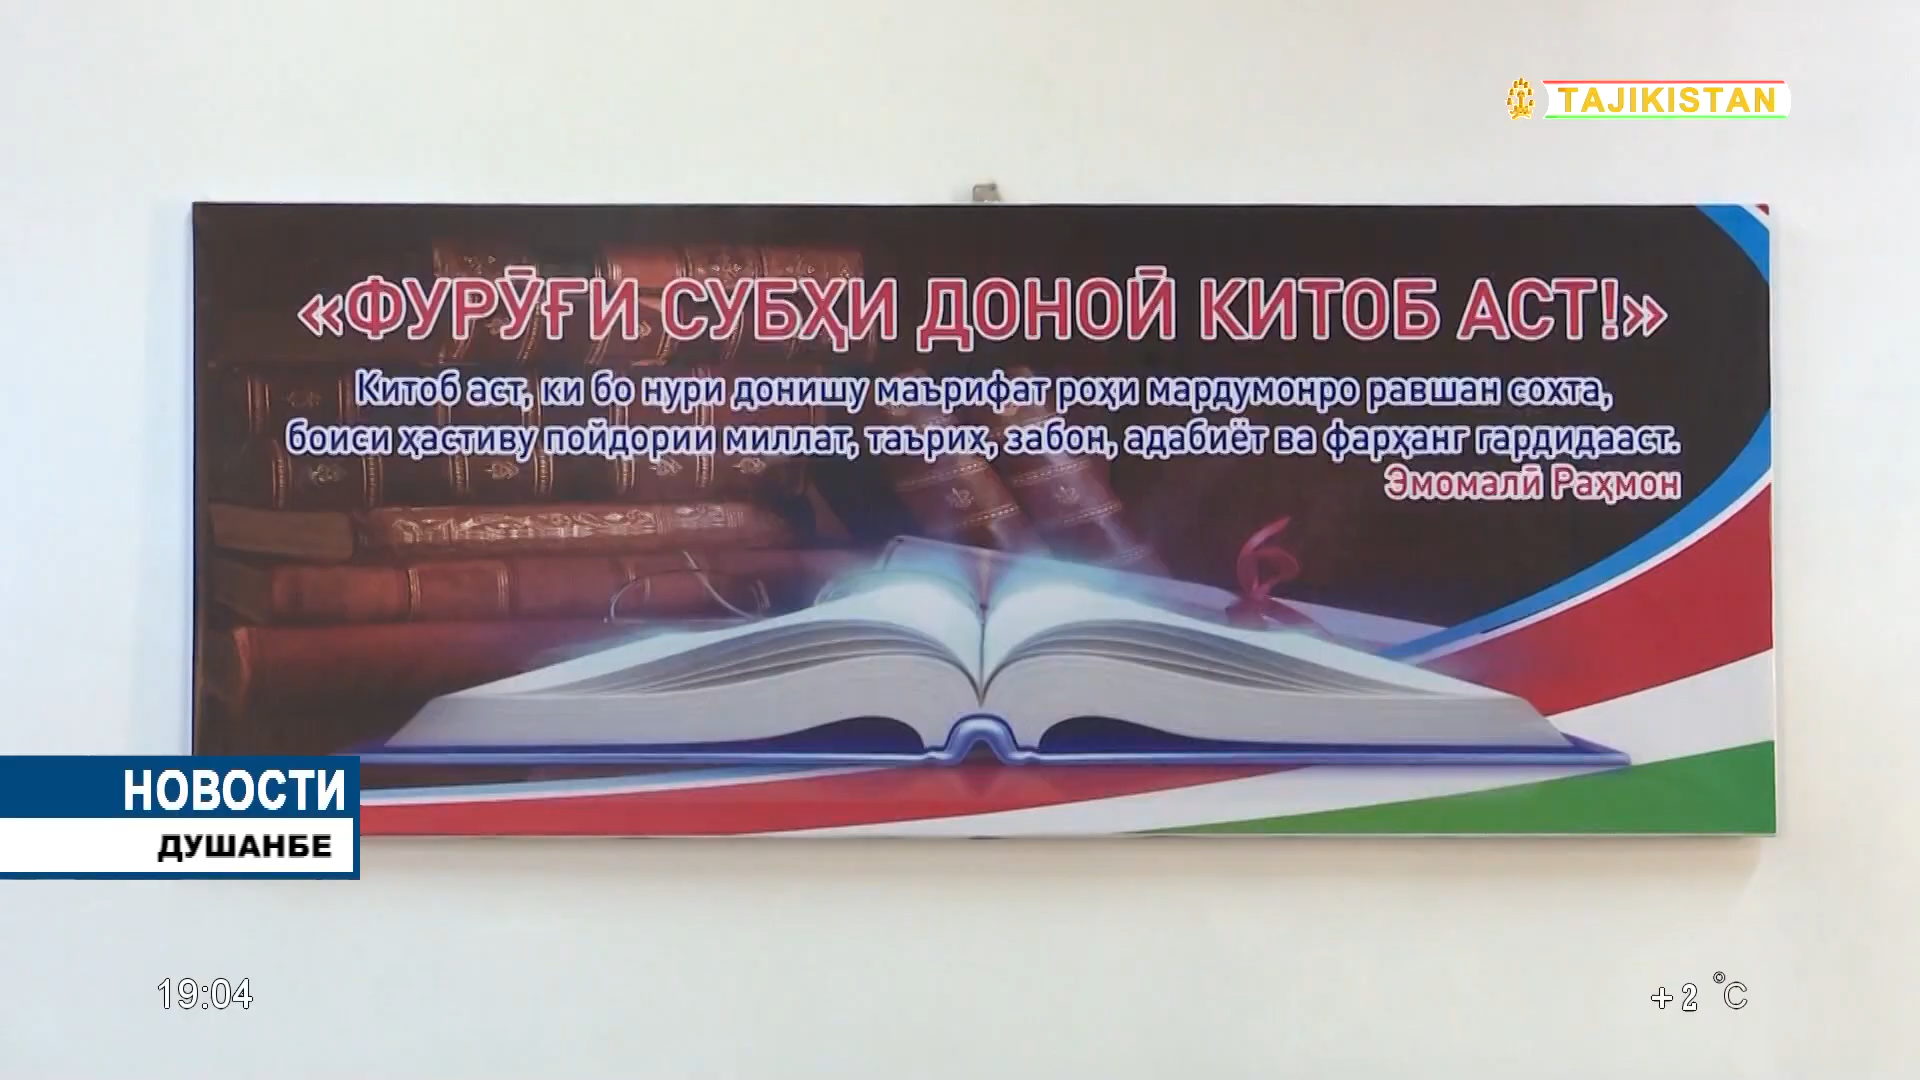 TAJIKISTAN
«ФУРӮҒИ СУБҲИ ДОНОӢ КИТОБ АСТ!»
Китоб аст, ки бо нури донишу маърифат роҳи мардумонро равшан сохта,
боиси ҳастиву пойдории миллат, таърих, забон, адабиёт ва фарҳанг гардидааст.
Эмомалӣ Раҳмон
НОВОСТИ
ДУШАНБЕ
19:04
+2 °C